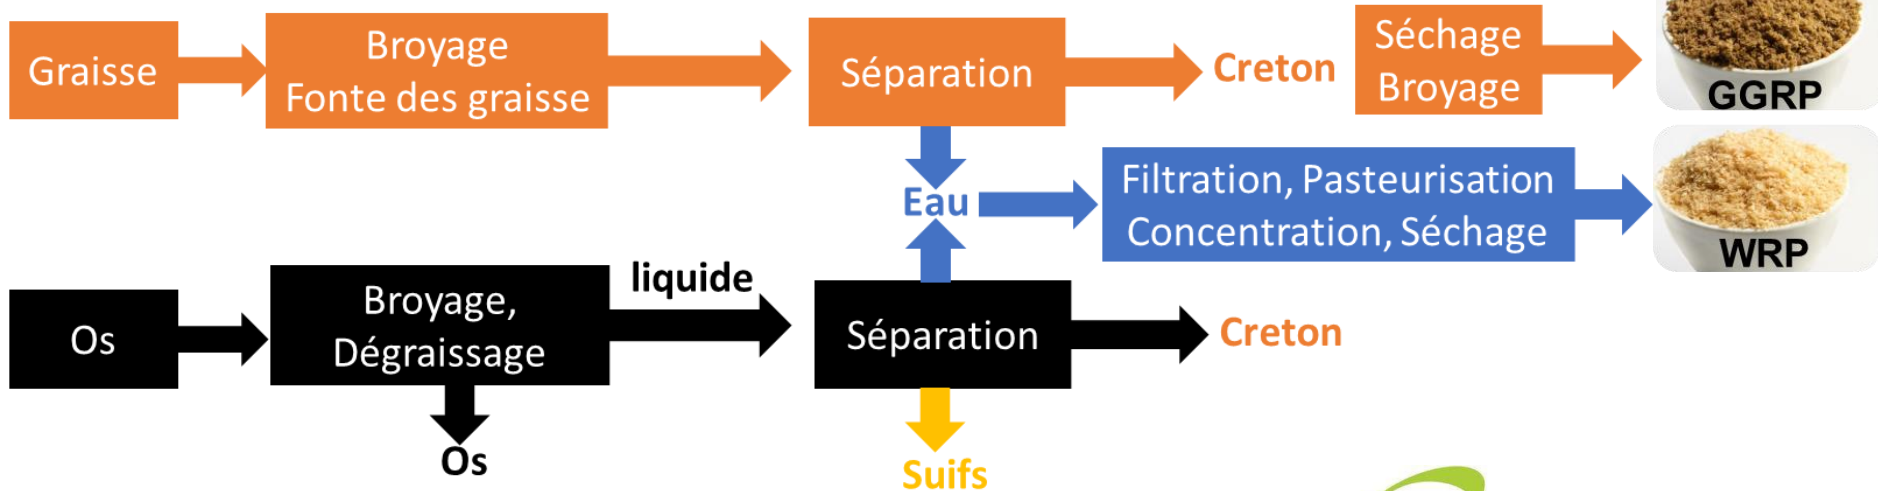 Graisse
Broyage
Fonte des graisse
Séparation
Creton
Séchage
Broyage
GGRP
Eau
Filtration, Pasteurisation
Concentration, Séchage
WRP
Os
Broyage,
Dégraissage
liquide
Séparation
Creton
Os
Suifs